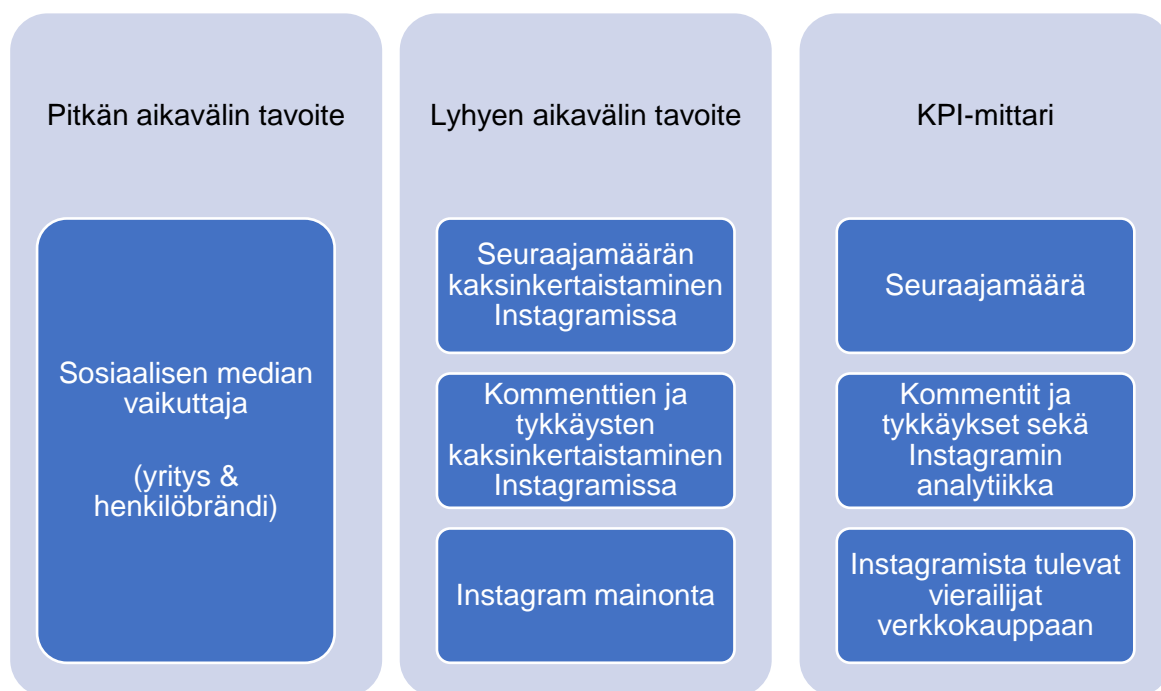 Pitkän aikavälin tavoite
Sosiaalisen median
vaikuttaja
(yritys &
henkilöbrändi)
Lyhyen aikavälin tavoite
Seuraajamäärän
kaksinkertaistaminen
Instagramissa
Kommenttien ja
tykkäysten
kaksinkertaistaminen
Instagramissa
Instagram mainonta
KPI-mittari
Seuraajamäärä
Kommentit ja
tykkäykset sekä
Instagramin
analytiikka
Instagramista tulevat
vierailijat
verkkokauppaan